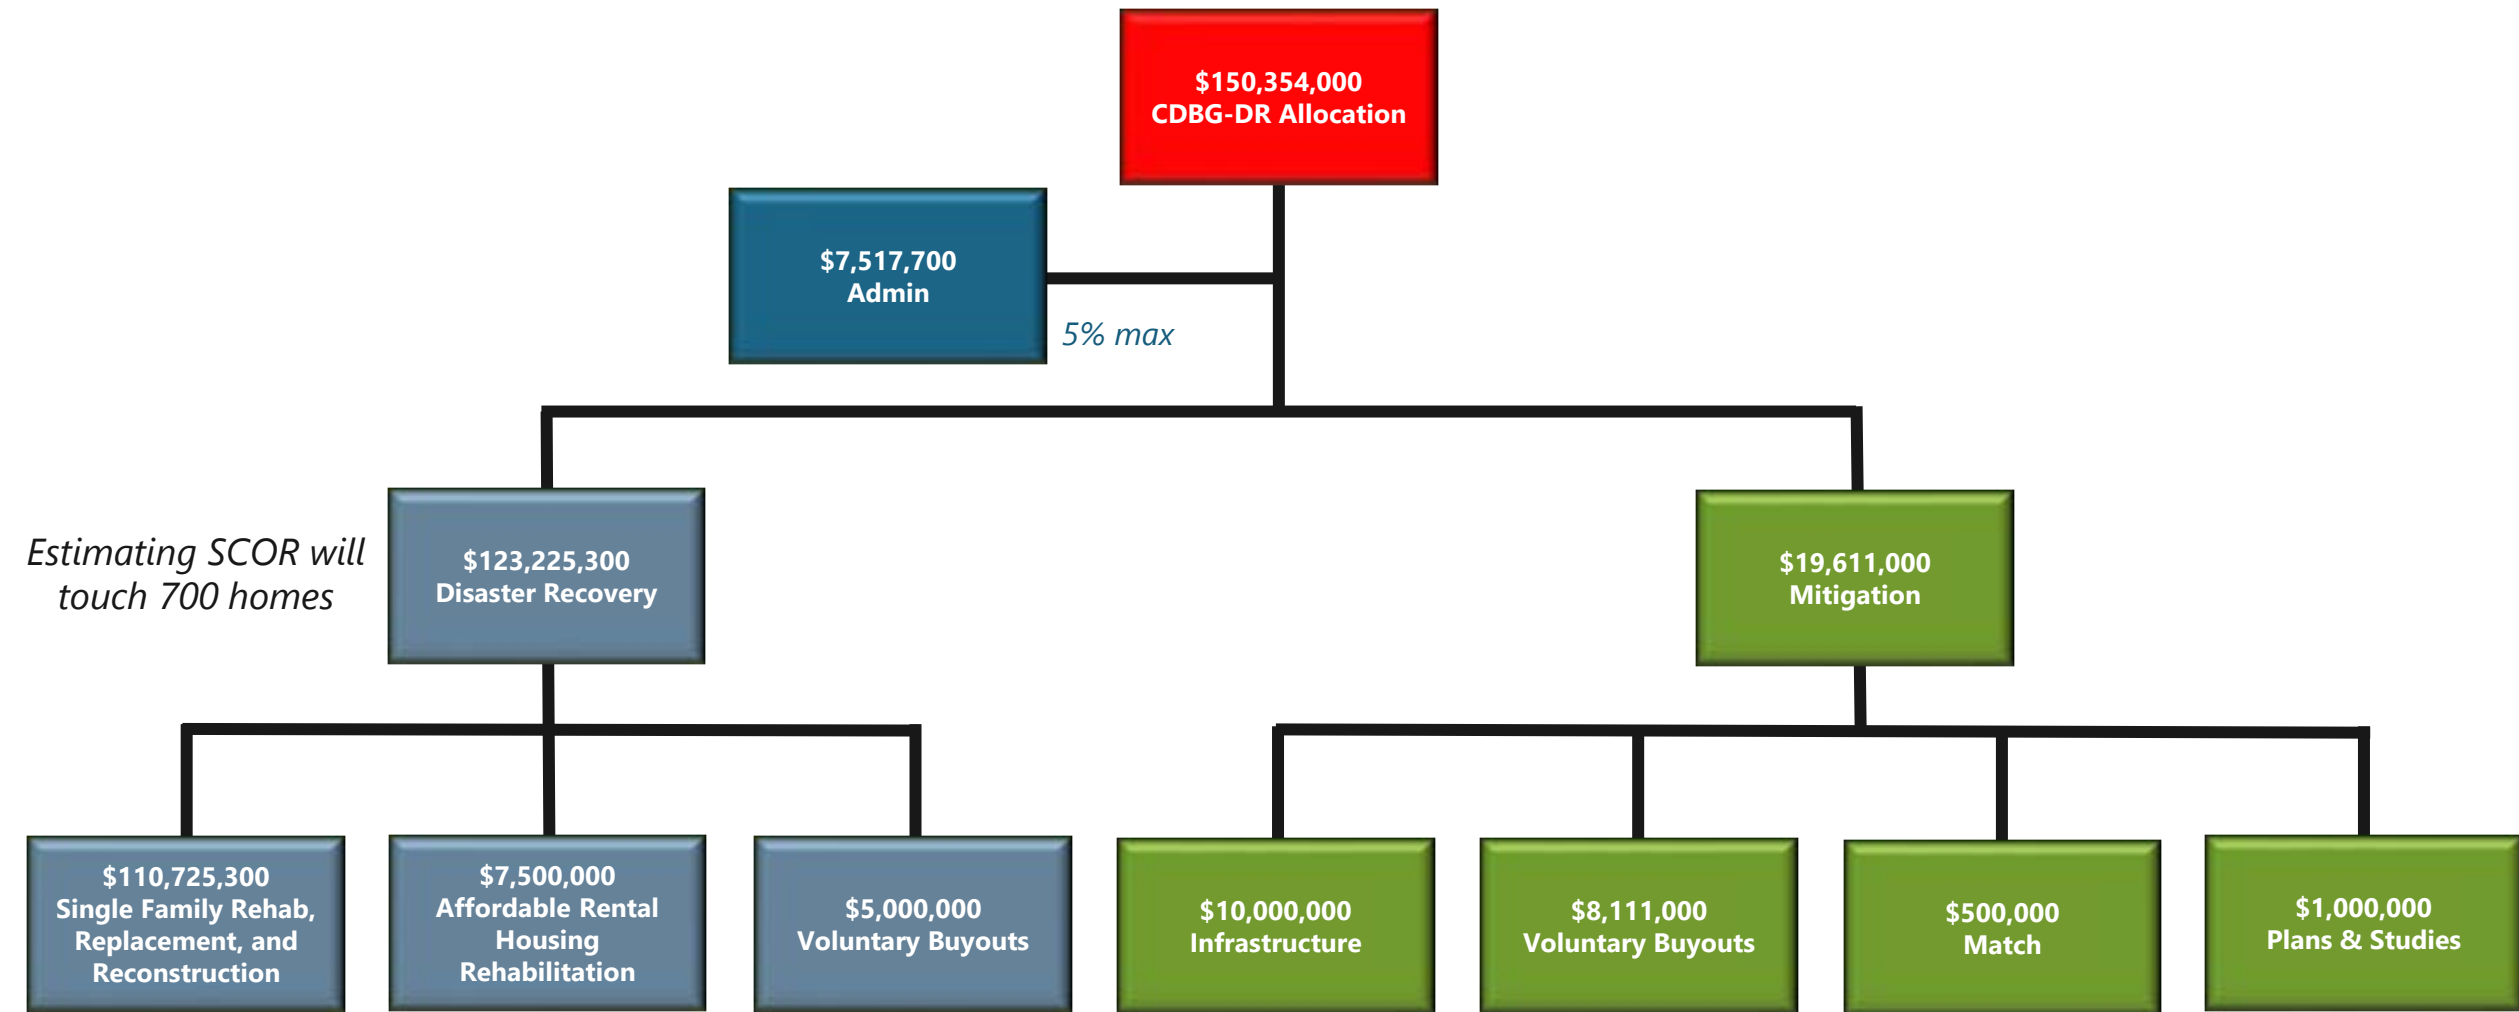 $150,354,000
CDBG-DR Allocation
$7,517,700
Admin
5% max
Estimating SCOR will
touch 700 homes
$123,225,300
Disaster Recovery
$19,611,000
Mitigation
$110,725,300
Single Family Rehab,
Replacement, and
Reconstruction
$7,500,000
Affordable Rental
Housing
Rehabilitation
$5,000,000
Voluntary Buyouts
$10,000,000
Infrastructure
$8,111,000
Voluntary Buyouts
$500,000
Match
$1,000,000
Plans & Studies